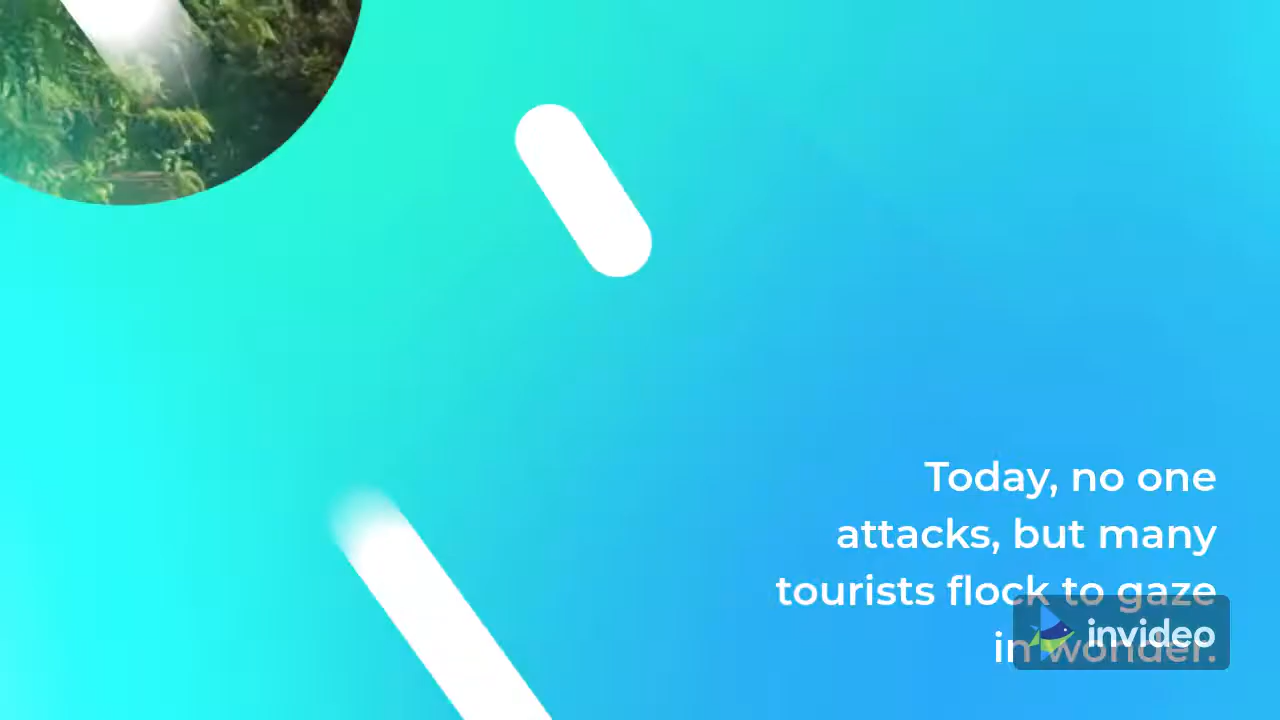 Today, no one
attacks, but many
tourists flock to gaze
in wonder.
invideo